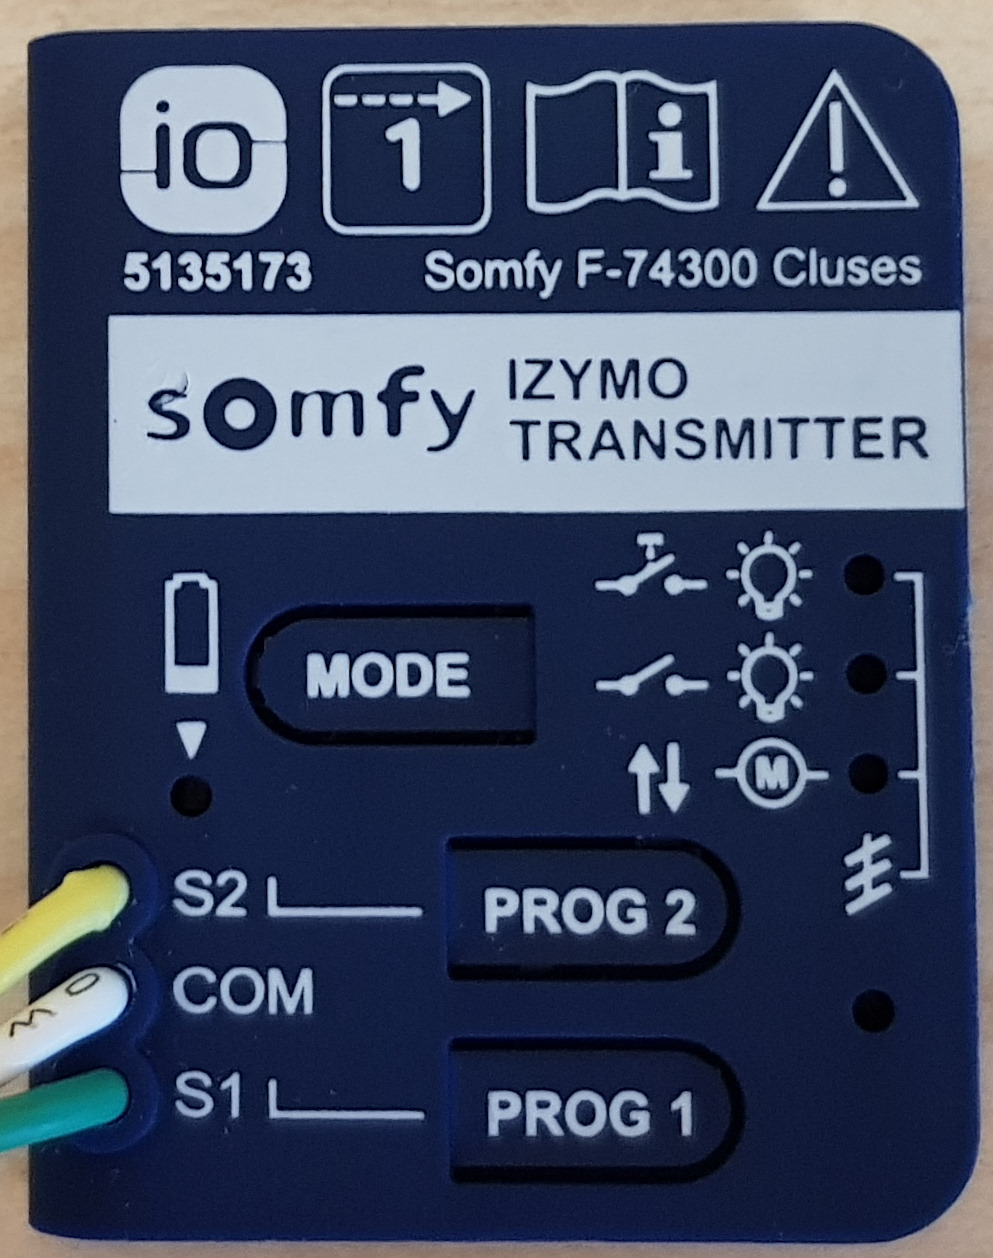 io
1
i
!
5135173 Somfy F-74300 Cluses
somfy IZYMO
TRANSMITTER
MODE
M
S2 PROG 2
COM
S1 PROG 1